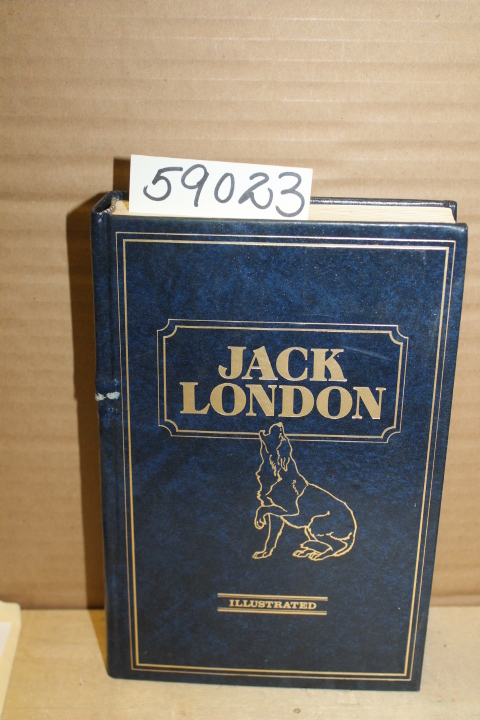 59023
JACK
LONDON
ILLUSTRATED